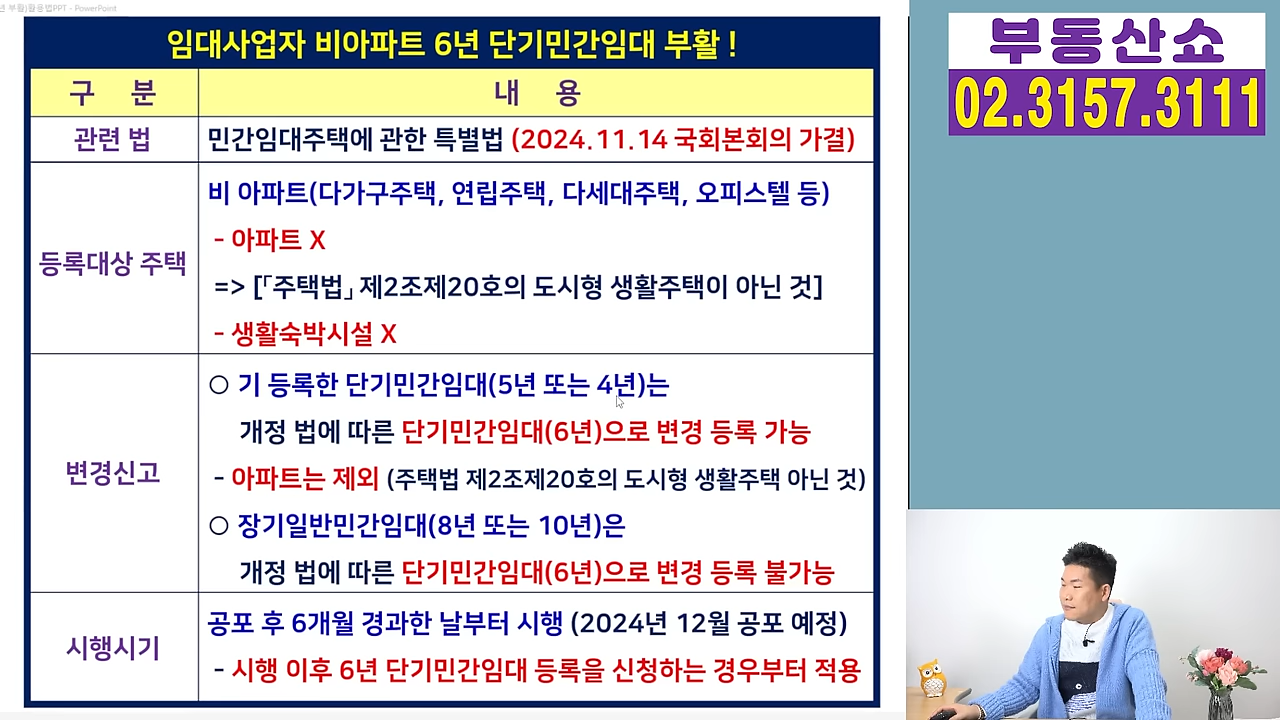 년 부활)활용법PPT - PowerPoint
임대사업자 비아파트 6년 단기민간임대 부활 !
구 분
내 용
관련 법
민간임대주택에 관한 특별법 (2024.11.14 국회본회의 가결)
등록대상 주택
비 아파트(다가구주택, 연립주택, 다세대주택, 오피스텔 등)
- 아파트 X
=> [「주택법」 제2조제20호의 도시형 생활주택이 아닌 것]
- 생활숙박시설 X
변경신고
○ 기 등록한 단기민간임대(5년 또는 4년)는
개정 법에 따른 단기민간임대(6년)으로 변경 등록 가능
- 아파트는 제외 (주택법 제2조제20호의 도시형 생활주택 아닌 것)
○ 장기일반민간임대(8년 또는 10년)은
개정 법에 따른 단기민간임대(6년)으로 변경 등록 불가능
시행시기
공포 후 6개월 경과한 날부터 시행 (2024년 12월 공포 예정)
- 시행 이후 6년 단기민간임대 등록을 신청하는 경우부터 적용
부동산쇼
02.3157.3111